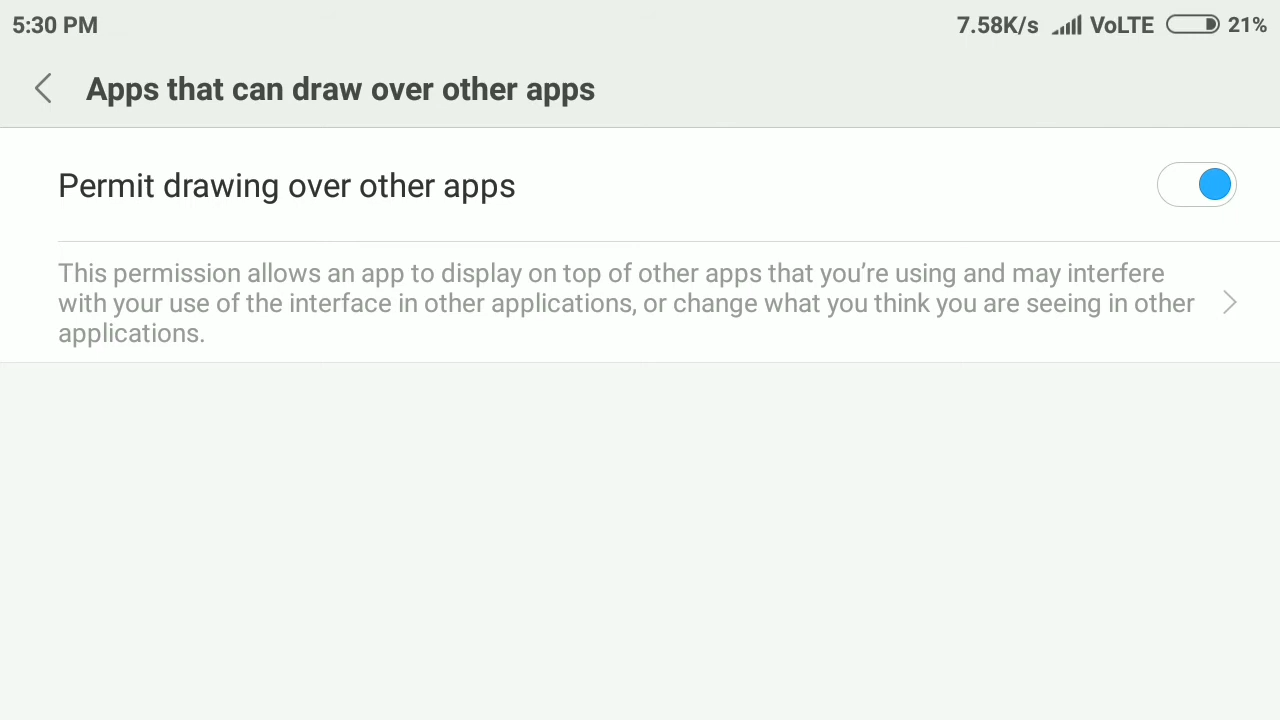 5:30 PM 7.58K/s VoLTE 21%
Apps that can draw over other apps
Permit drawing over other apps
This permission allows an app to display on top of other apps that you’re using and may interfere
with your use of the interface in other applications, or change what you think you are seeing in other
applications.